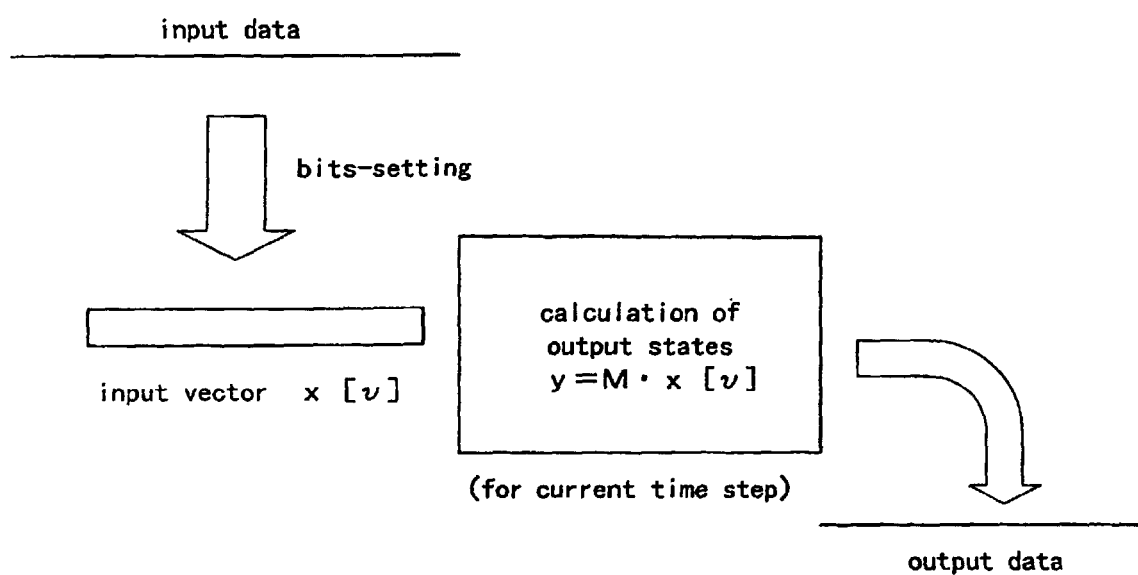 input data
bits-setting
input vector x [ν]
calculation of
output states
y=M・x [ν]
(for current time step)
output data